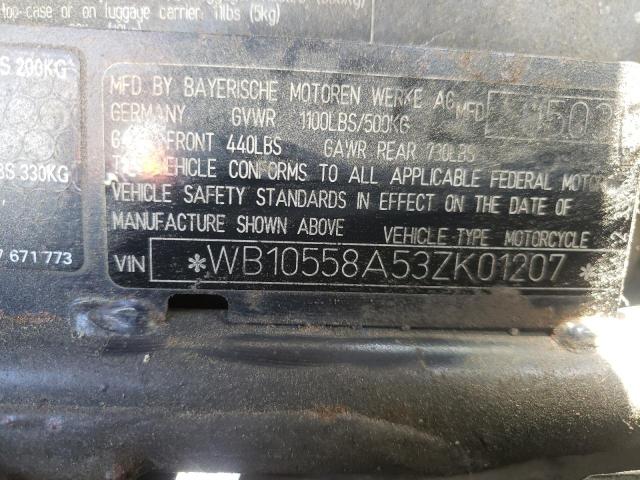 too-case or on luggage carrier: 11lbs (5kg)
S 200KG
BS 330KG
7 671 773
MFD. BY BAYERISCHE MOTOREN WERKE AG MFD
GERMANY GVWR 1100LBS/500KG
FRONT 440LBS GAWR REAR 730LBS
VEHICLE CONFORMS TO ALL APPLICABLE FEDERAL MOTOR
VEHICLE SAFETY STANDARDS IN EFFECT ON THE DATE OF
MANUFACTURE SHOWN ABOVE VEHICLE TYPE MOTORCYCLE
VIN *WB10558A53ZK01207*